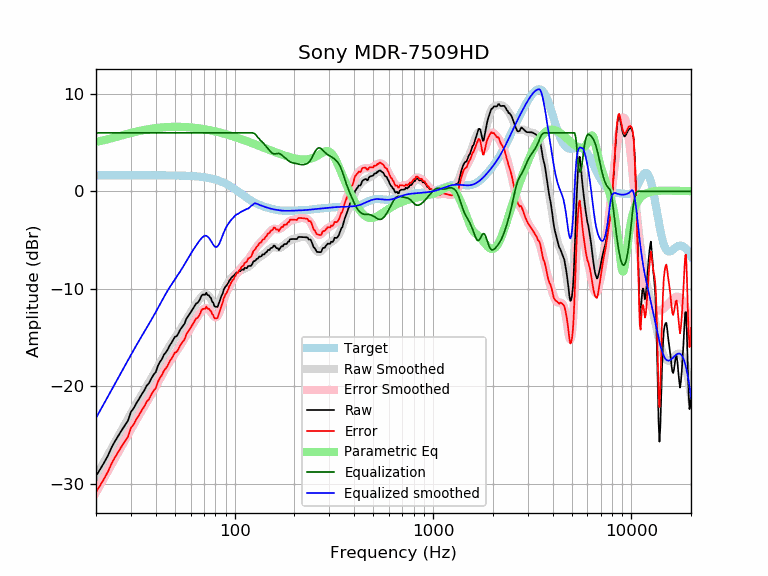 Sony MDR-7509HD
10
0
−10
−20
−30
Amplitude (dBr)
Target
Raw Smoothed
Error Smoothed
Raw
Error
Parametric Eq
Equalization
Equalized smoothed
100
1000
10000
Frequency (Hz)